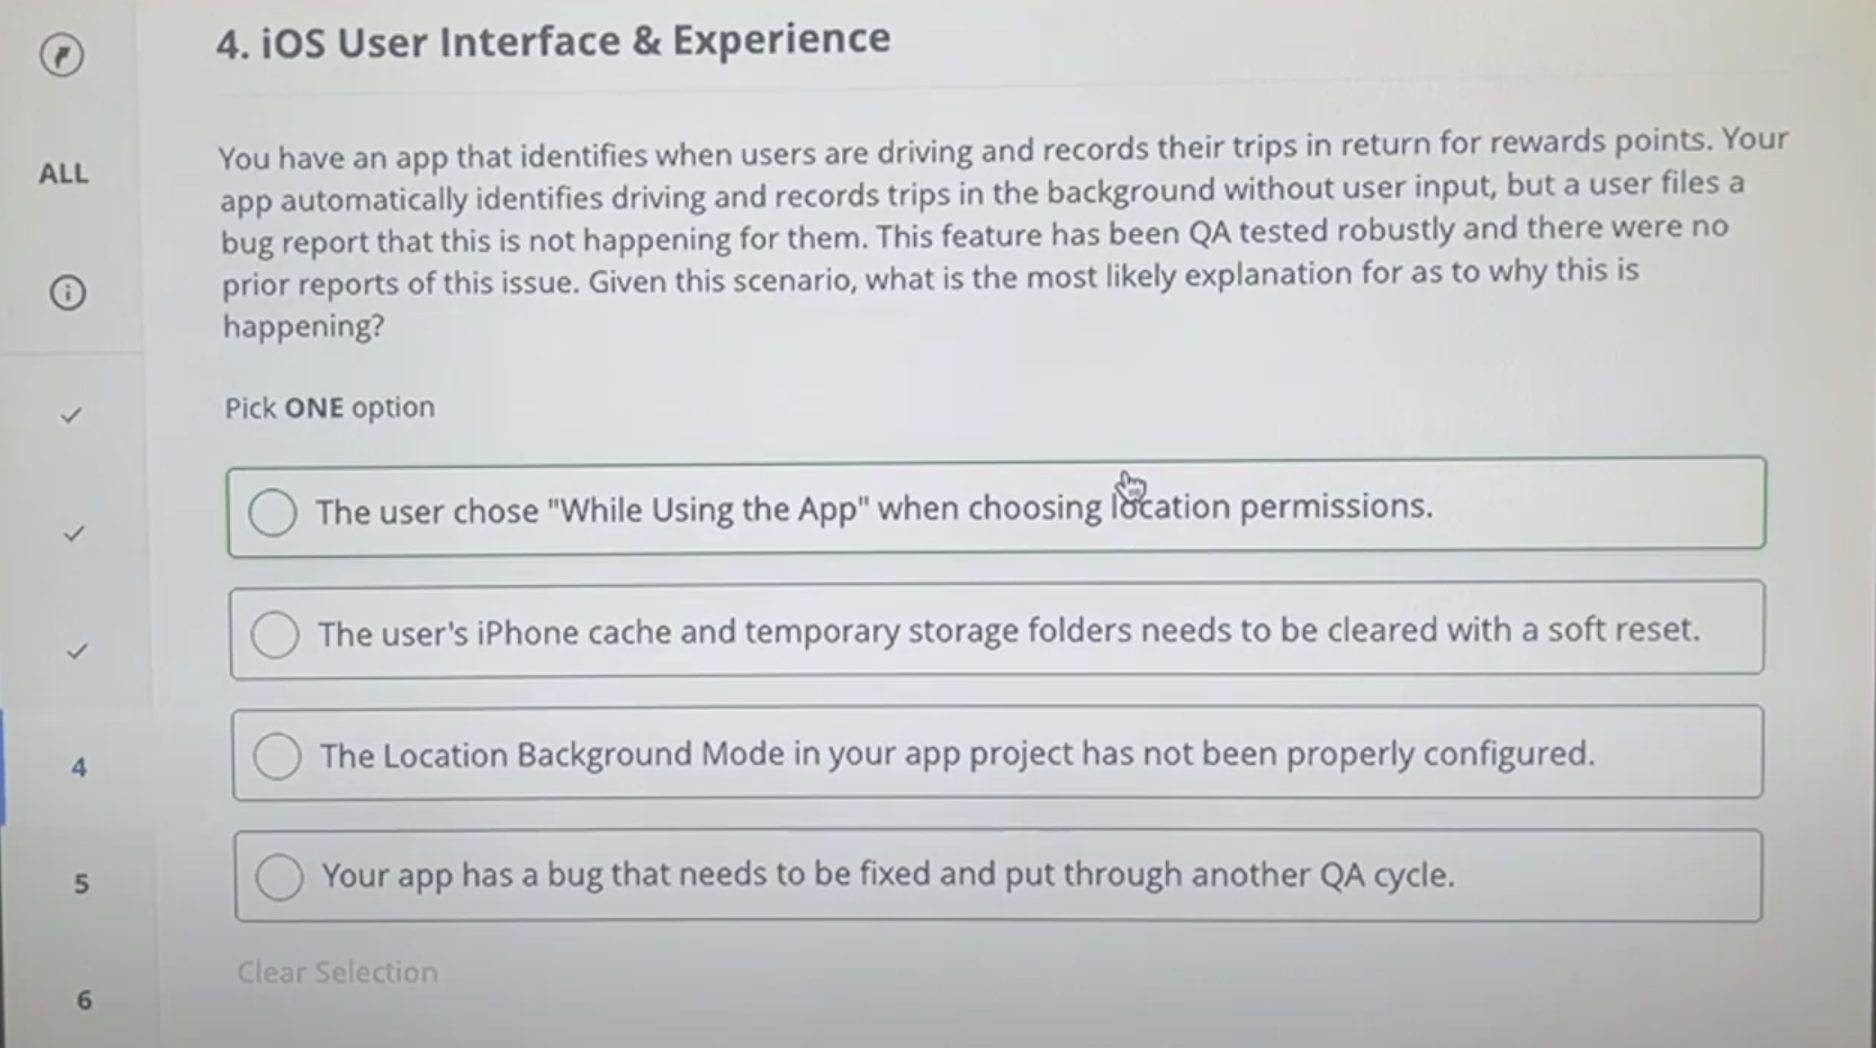 4. iOS User Interface & Experience
ALL
You have an app that identifies when users are driving and records their trips in return for rewards points. Your
app automatically identifies driving and records trips in the background without user input, but a user files a
bug report that this is not happening for them. This feature has been QA tested robustly and there were no
prior reports of this issue. Given this scenario, what is the most likely explanation for as to why this is
happening?
Pick ONE option
The user chose "While Using the App" when choosing location permissions.
The user's iPhone cache and temporary storage folders needs to be cleared with a soft reset.
The Location Background Mode in your app project has not been properly configured.
4
Your app has a bug that needs to be fixed and put through another QA cycle.
5
Clear Selection
6